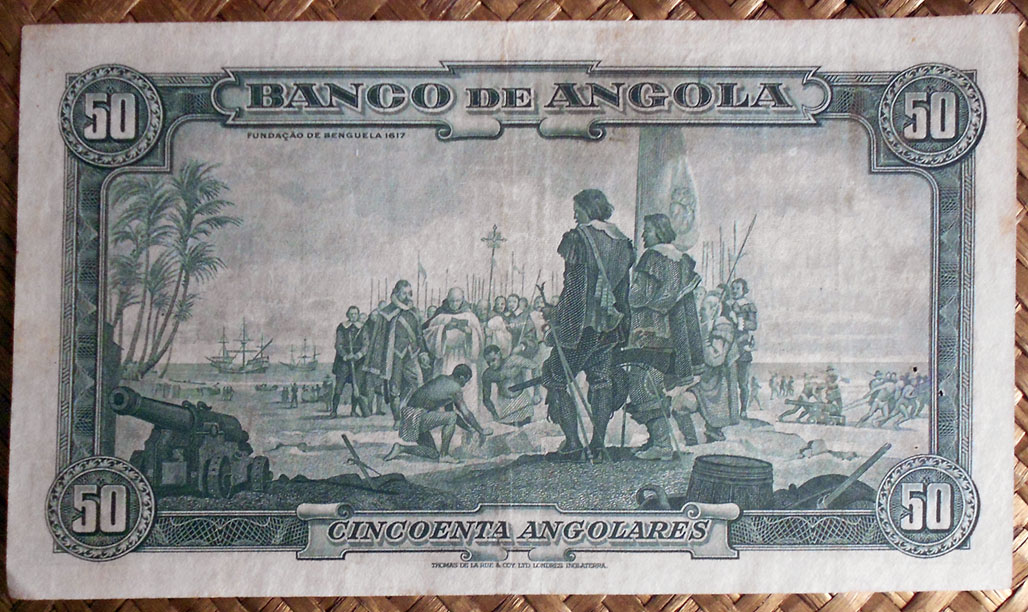 50
BANCO DE ANGOLA
50
FUNDAÇÃO DE BENGUELA 1617
50
CINCOENTA ANGOLARES
50
THOMAS DE LA RUE & COY. LTD. LONDRES INGLATERRA.